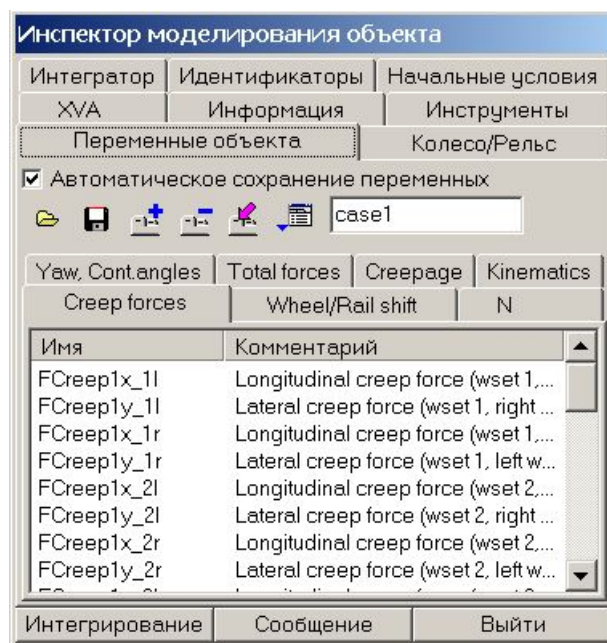 Инспектор моделирования объекта
Интегратор Идентификаторы Начальные условия
XVA Информация Инструменты
Переменные объекта Колесо/Рельс
Автоматическое сохранение переменных
case1
Yaw, Cont.angles Total forces Creepage Kinematics
Creep forces Wheel/Rail shift N
Имя Комментарий
FCreep1x_1l Longitudinal creep force (wset 1,...
FCreep1y_1l Lateral creep force (wset 1, right ...
FCreep1x_1r Longitudinal creep force (wset 1,...
FCreep1y_1r Lateral creep force (wset 1, left w...
FCreep1x_2l Longitudinal creep force (wset 2,...
FCreep1y_2l Lateral creep force (wset 2, right ...
FCreep1x_2r Longitudinal creep force (wset 2,...
FCreep1y_2r Lateral creep force (wset 2, left w...
Интегрирование Сообщение Выйти